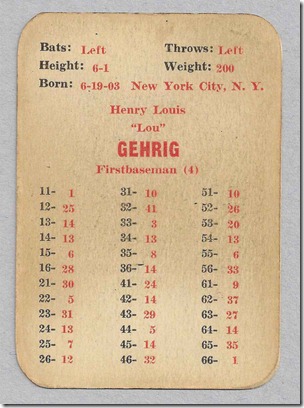 Bats: Left Throws: Left
Height: 6-1 Weight: 200
Born: 6-19-03 New York City, N. Y.
Henry Louis
“Lou”
GEHRIG
Firstbaseman (4)
11- 1 31- 10 51- 10
12- 25 32- 41 52- 26
13- 14 33- 3 53- 20
14- 13 34- 13 54- 13
15- 6 35- 8 55- 6
16- 28 36- 14 56- 33
21- 30 41- 24 61- 9
22- 5 42- 14 62- 37
23- 31 43- 29 63- 27
24- 13 44- 5 64- 14
25- 7 45- 14 65- 35
26- 12 46- 32 66- 1